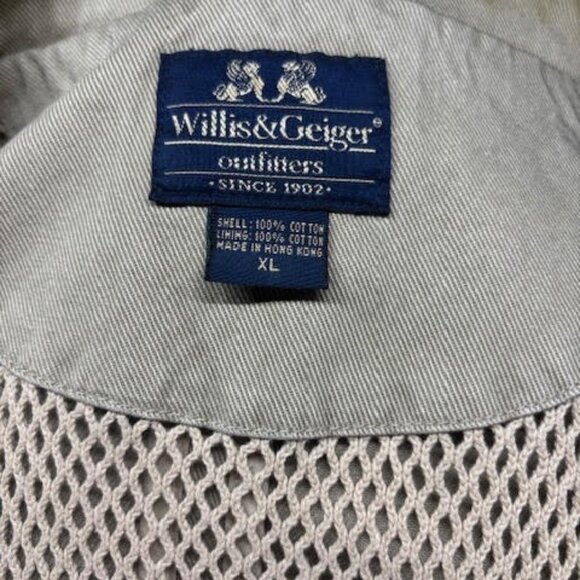 Willis&Geiger®
outfitters
• SINCE 1902 •
SHELL: 100% COTTON
LINING: 100% COTTON
MADE IN HONG KONG
XL